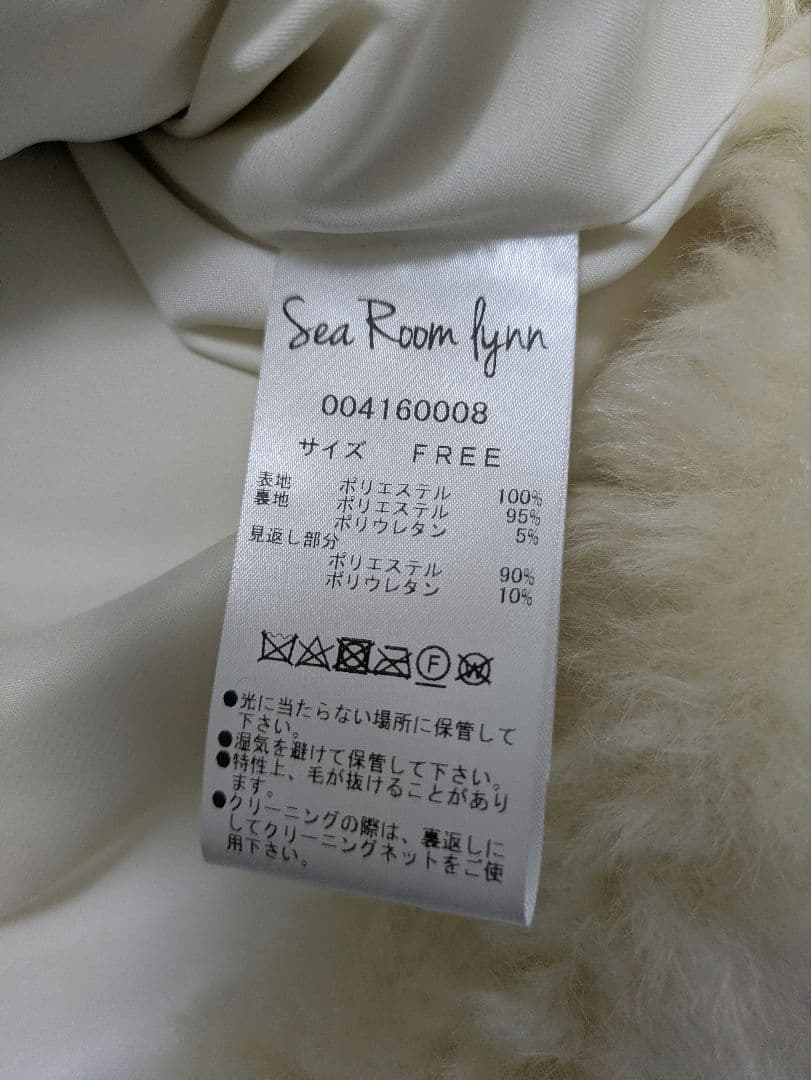 Sea Room lynn
004160008
サイズ FREE
表地 ポリエステル 100%
裏地 ポリエステル 95%
ポリウレタン 5%
見返し部分
ポリエステル 90%
ポリウレタン 10%
F W
●光に当たらない場所に保管して
下さい。
●湿気を避けて保管して下さい。
●特性上、毛が抜けることがあり
ます。
●クリーニングの際は、裏返しに
してクリーニングネットをご使
用下さい。